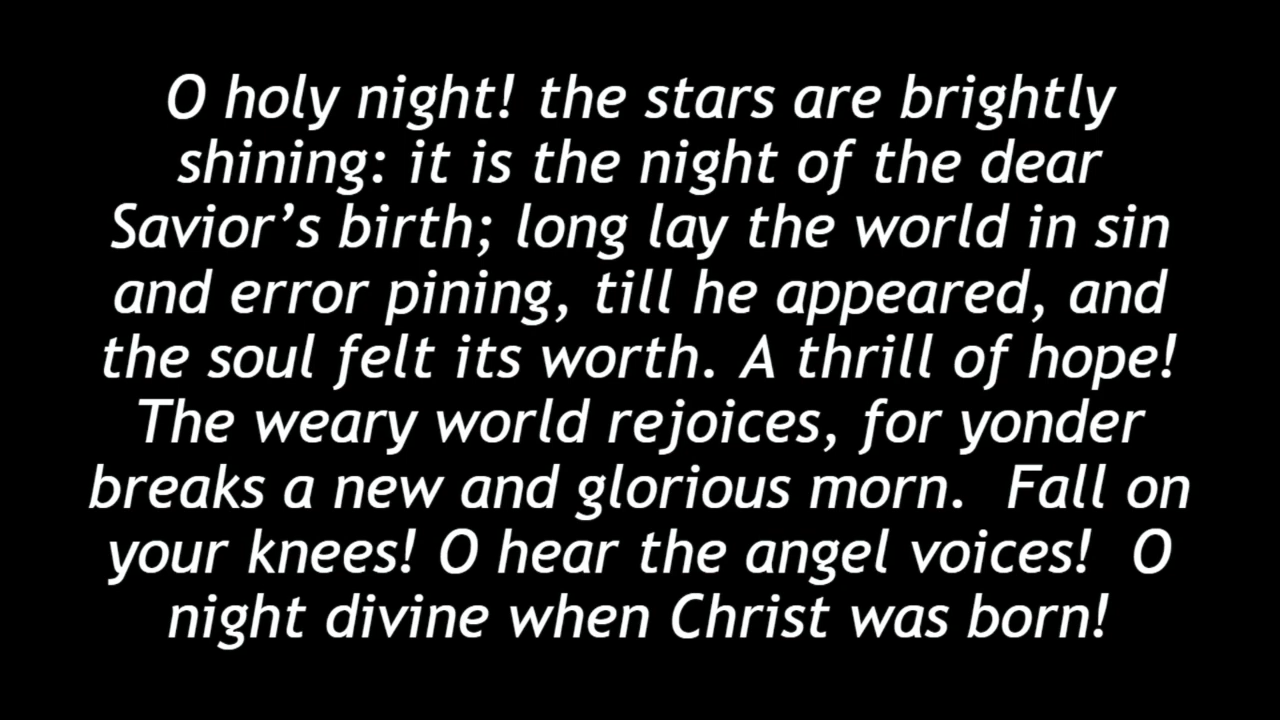 O holy night! the stars are brightly
shining: it is the night of the dear
Savior’s birth; long lay the world in sin
and error pining, till he appeared, and
the soul felt its worth. A thrill of hope!
The weary world rejoices, for yonder
breaks a new and glorious morn.  Fall on
your knees! O hear the angel voices!  O
night divine when Christ was born!